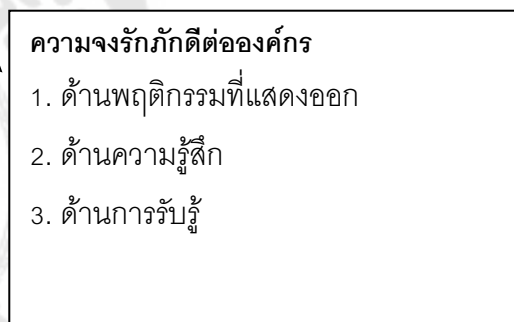 ความจงรักภักดีต่อองค์กร
1. ด้านพฤติกรรมที่แสดงออก
2. ด้านความรู้สึก
3. ด้านการรับรู้